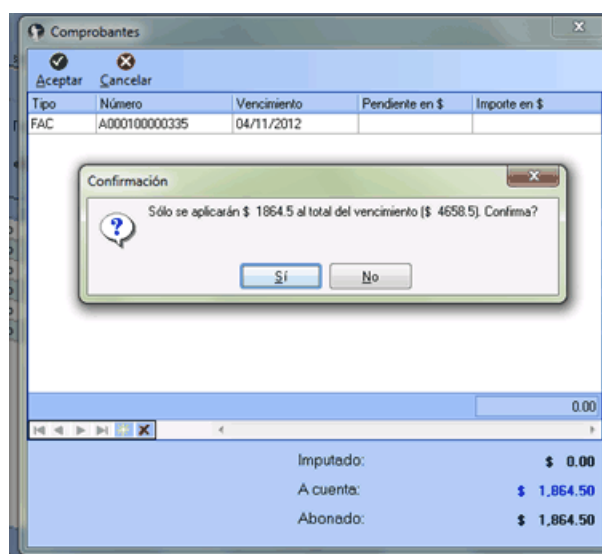 Comprobantes
Aceptar Cancelar
Tipo Número Vencimiento Pendiente en $ Importe en $
FAC A000100000335 04/11/2012
Confirmación
Sólo se aplicarán $ 1864.5 al total del vencimiento ($ 4658.5). Confirma?
Sí No
0.00
Imputado: $ 0.00
A cuenta: $ 1,864.50
Abonado: $ 1,864.50